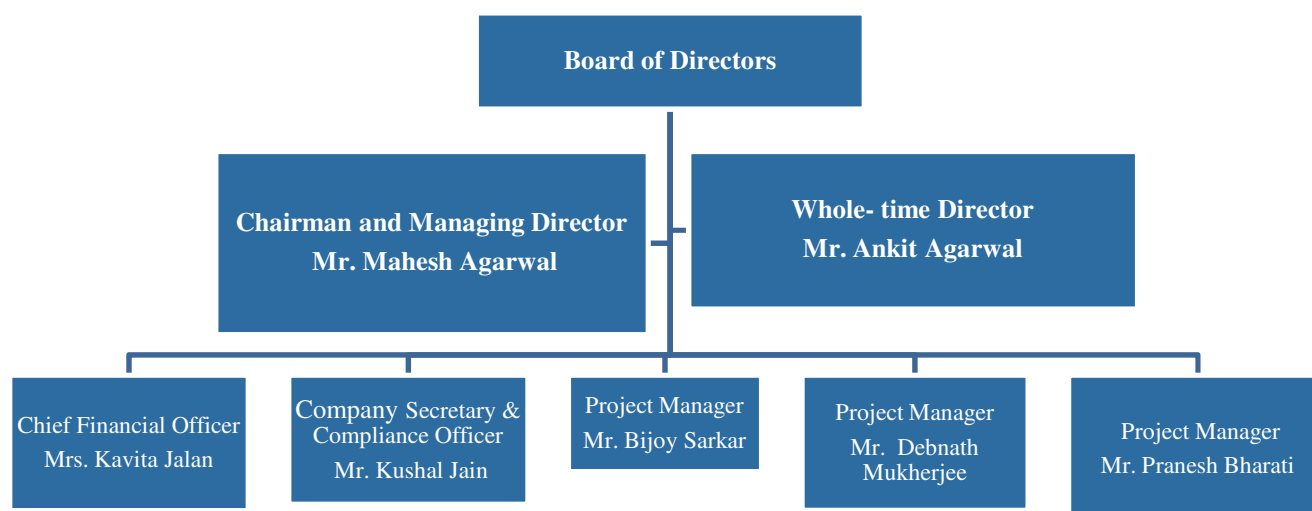 Board of Directors
Chairman and Managing Director
Mr. Mahesh Agarwal
Whole- time Director
Mr. Ankit Agarwal
Chief Financial Officer
Mrs. Kavita Jalan
Company Secretary &
Compliance Officer
Mr. Kushal Jain
Project Manager
Mr. Bijoy Sarkar
Project Manager
Mr. Debnath
Mukherjee
Project Manager
Mr. Pranesh Bharati